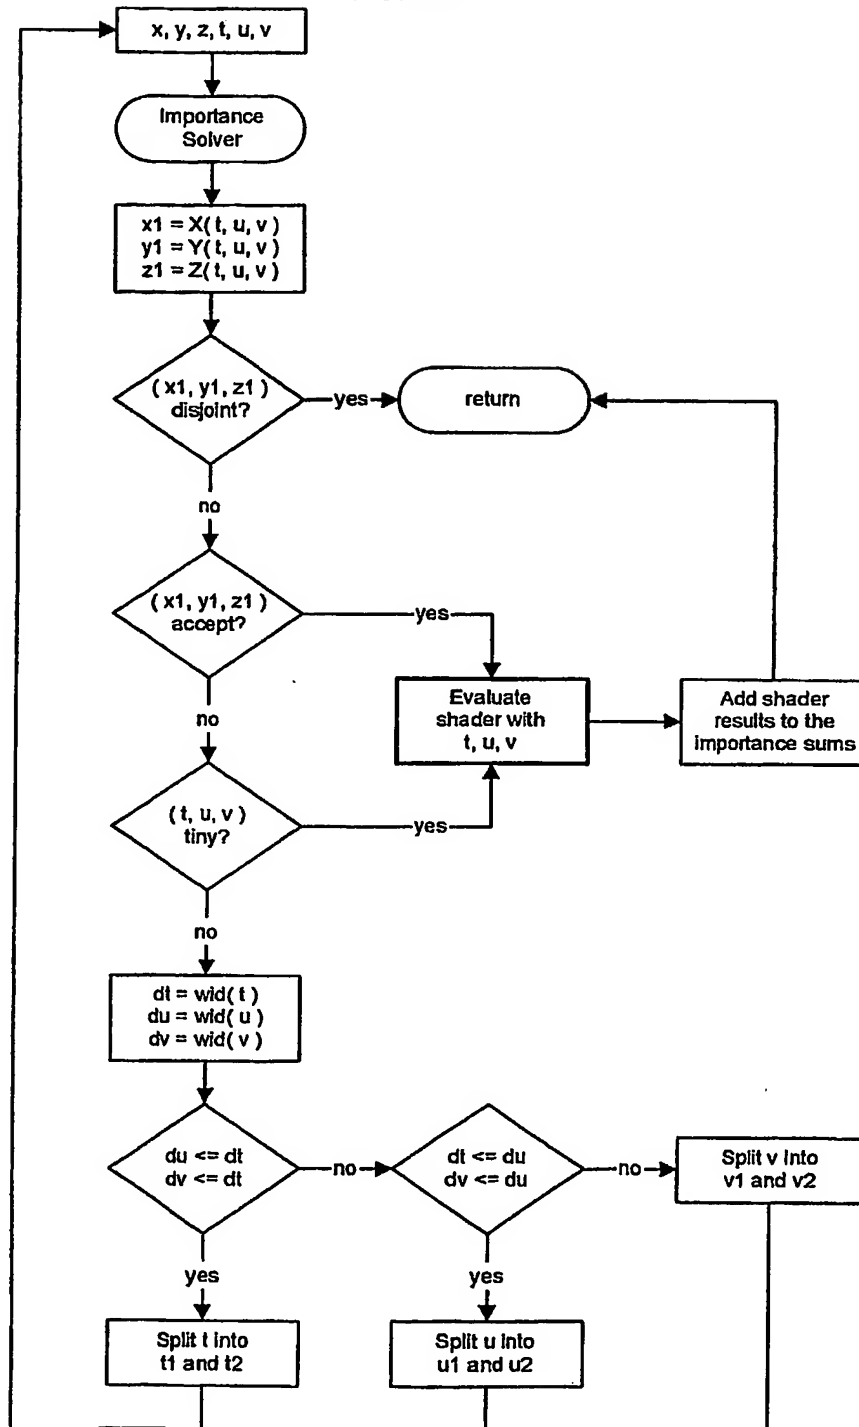 x, y, z, t, u, v
Importance
Solver
x1 = X( t, u, v )
y1 = Y( t, u, v )
z1 = Z( t, u, v )
( x1, y1, z1 )
disjoint?
yes
return
no
( x1, y1, z1 )
accept?
yes
Evaluate
shader with
t, u, v
Add shader
results to the
importance sums
no
( t, u, v )
tiny?
yes
no
dt = wid( t )
du = wid( u )
dv = wid( v )
du <= dt
dv <= dt
no
dt <= du
dv <= du
no
Split v into
v1 and v2
yes
yes
Split t into
t1 and t2
Split u into
u1 and u2